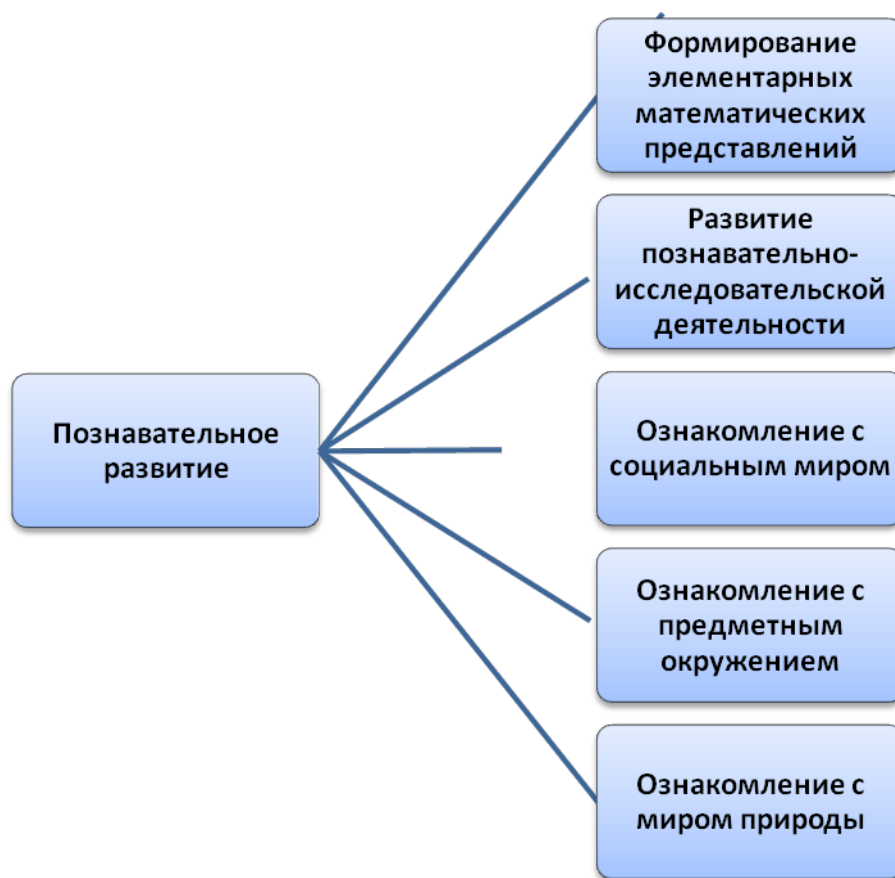 Формирование
элементарных
математических
представлений
Развитие
познавательно-
исследовательской
деятельности
Познавательное
развитие
Ознакомление с
социальным миром
Ознакомление с
предметным
окружением
Ознакомление с
миром природы